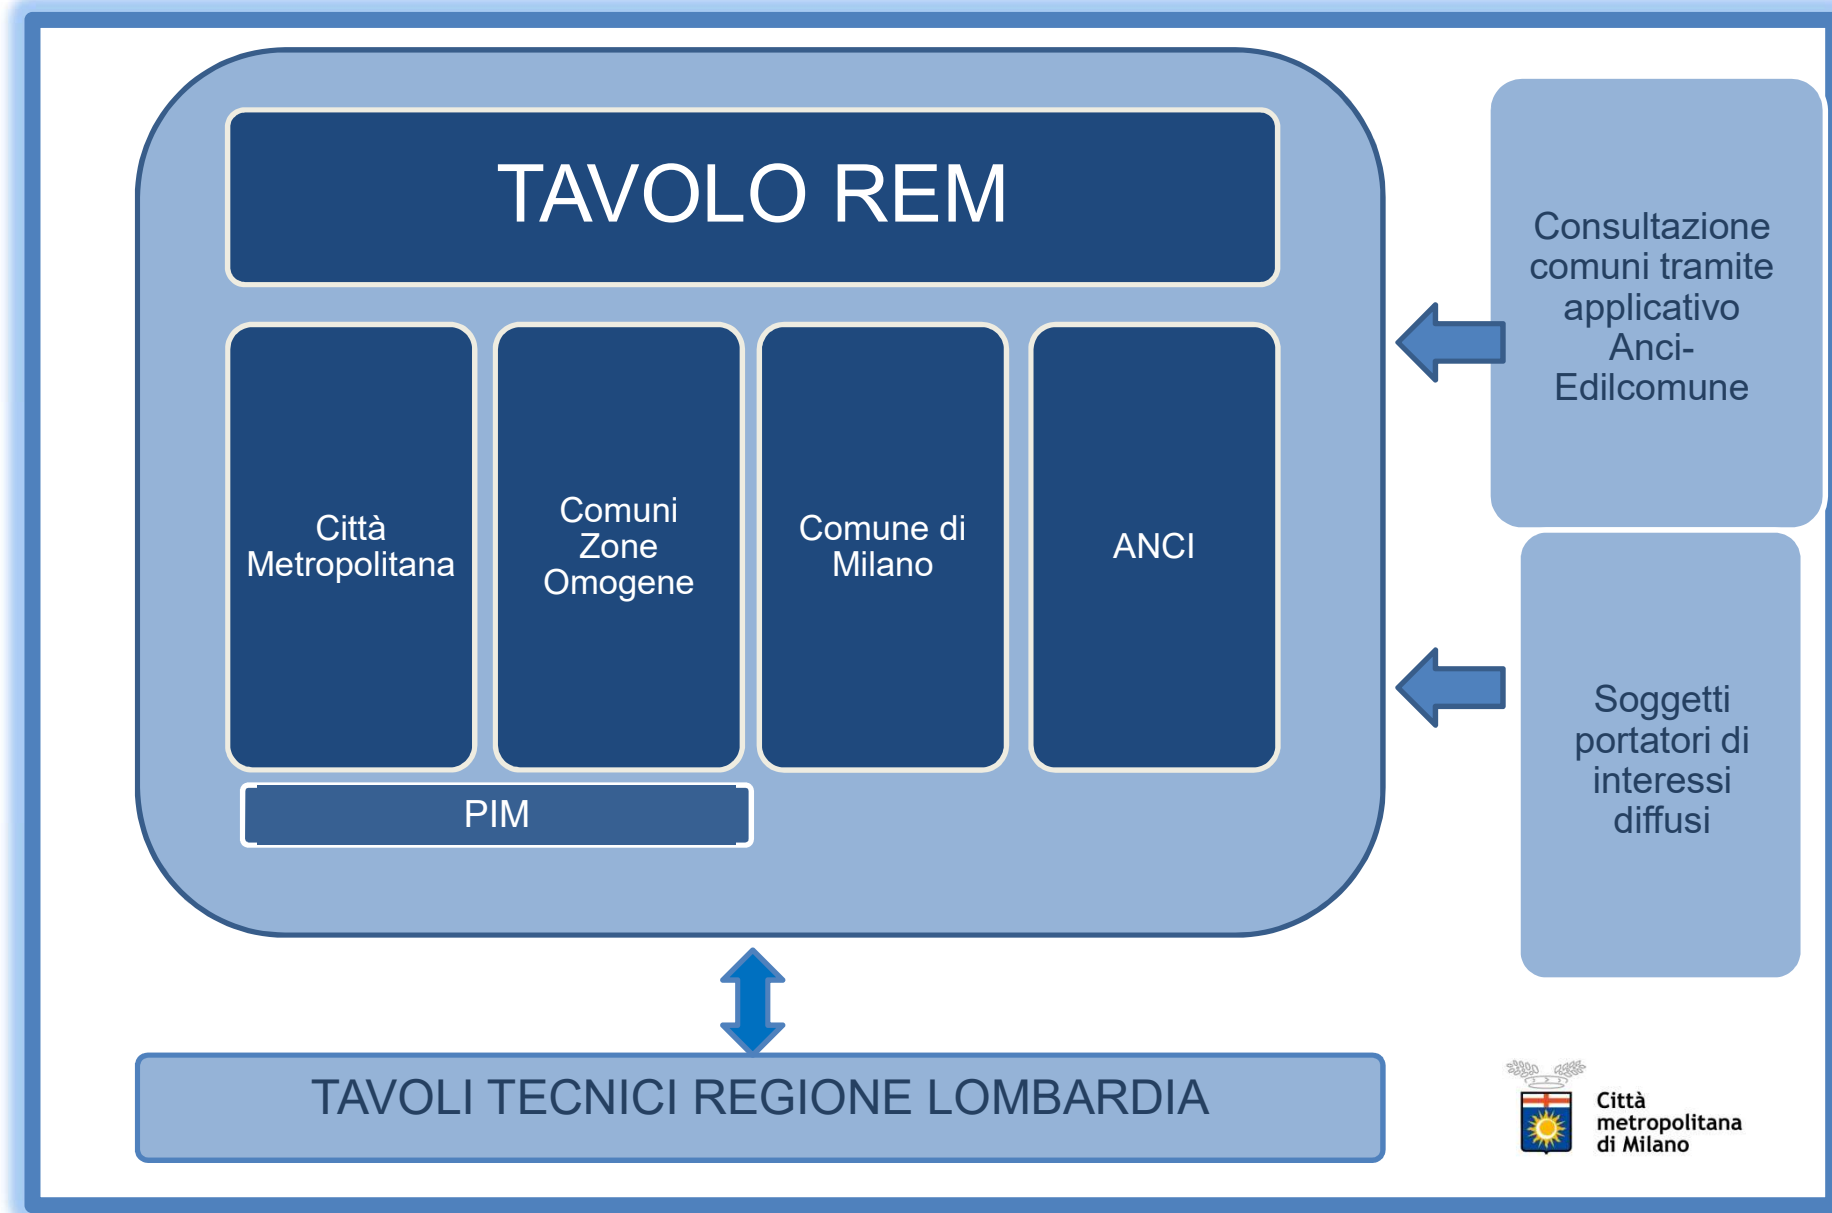 TAVOLO REM
Città
Metropolitana
Comuni
Zone
Omogene
Comune di
Milano
ANCI
PIM
Consultazione
comuni tramite
applicativo
Anci-
Edilcomune
Soggetti
portatori di
interessi
diffusi
TAVOLI TECNICI REGIONE LOMBARDIA
Città
metropolitana
di Milano